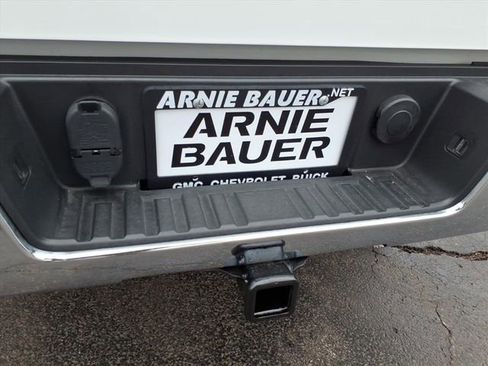 ARNIE BAUER.NET
ARNIE
BAUER
GMC CHEVROLET BUICK